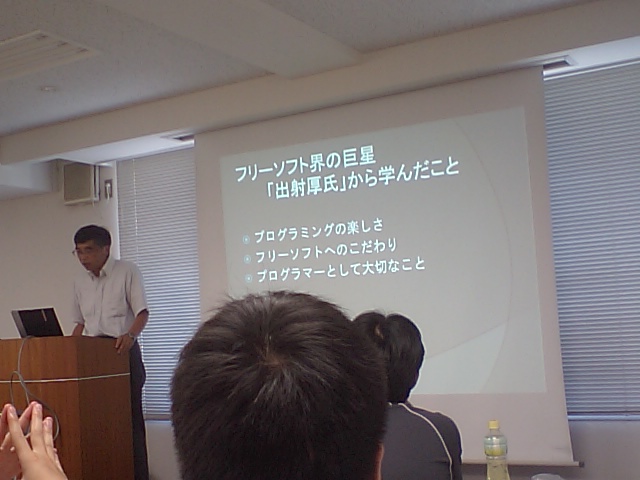 フリーソフト界の巨星
「出射厚氏」から学んだこと
プログラミングの楽しさ
フリーソフトへのこだわり
プログラマーとして大切なこと